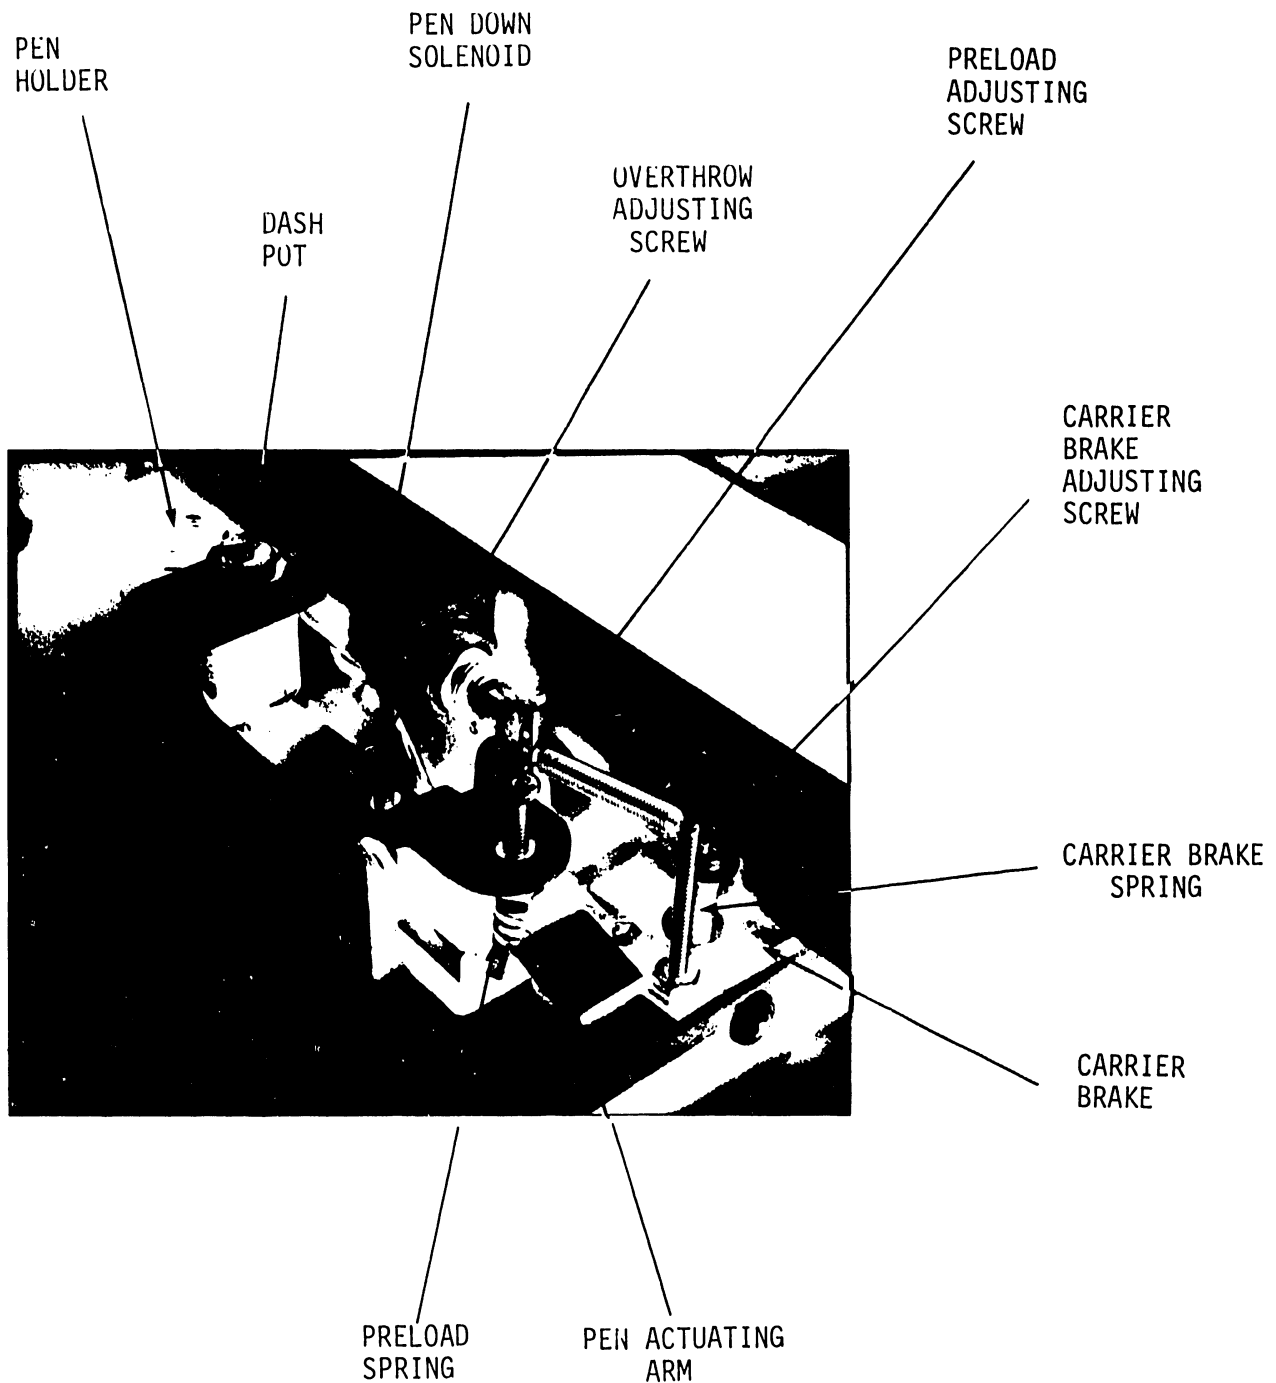 PEN
HOLDER
PEN DOWN
SOLENOID
PRELOAD
ADJUSTING
SCREW
OVERTHROW
ADJUSTING
SCREW
DASH
POT
CARRIER
BRAKE
ADJUSTING
SCREW
CARRIER BRAKE
SPRING
CARRIER
BRAKE
PRELOAD
SPRING
PEN ACTUATING
ARM